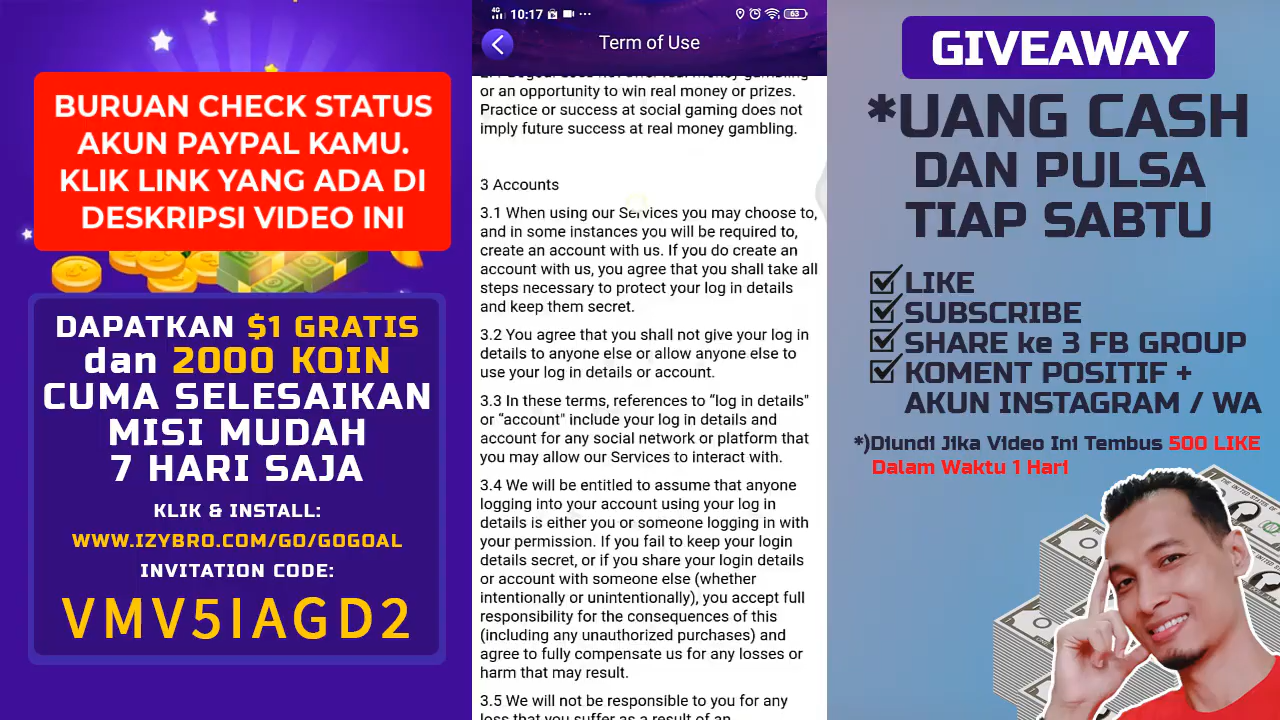 BURUAN CHECK STATUS
AKUN PAYPAL KAMU.
KLIK LINK YANG ADA DI
DESKRIPSI VIDEO INI
DAPATKAN $1 GRATIS
dan 2000 KOIN
CUMA SELESAIKAN
MISI MUDAH
7 HARI SAJA
KLIK & INSTALL:
WWW.IZYBRO.COM/GO/GOGOAL
INVITATION CODE:
VMV5IAGD2
4G 10:17 63
Term of Use
or an opportunity to win real money or prizes.
Practice or success at social gaming does not
imply future success at real money gambling.
3 Accounts
3.1 When using our Services you may choose to,
and in some instances you will be required to,
create an account with us. If you do create an
account with us, you agree that you shall take all
steps necessary to protect your log in details
and keep them secret.
3.2 You agree that you shall not give your log in
details to anyone else or allow anyone else to
use your log in details or account.
3.3 In these terms, references to “log in details"
or “account" include your log in details and
account for any social network or platform that
you may allow our Services to interact with.
3.4 We will be entitled to assume that anyone
logging into your account using your log in
details is either you or someone logging in with
your permission. If you fail to keep your login
details secret, or if you share your login details
or account with someone else (whether
intentionally or unintentionally), you accept full
responsibility for the consequences of this
(including any unauthorized purchases) and
agree to fully compensate us for any losses or
harm that may result.
3.5 We will not be responsible to you for any
loss that you suffer as a result of an
GIVEAWAY
*UANG CASH
DAN PULSA
TIAP SABTU
LIKE
SUBSCRIBE
SHARE ke 3 FB GROUP
KOMENT POSITIF +
AKUN INSTAGRAM / WA
*)Diundi Jika Video Ini Tembus 500 LIKE
Dalam Waktu 1 Hari